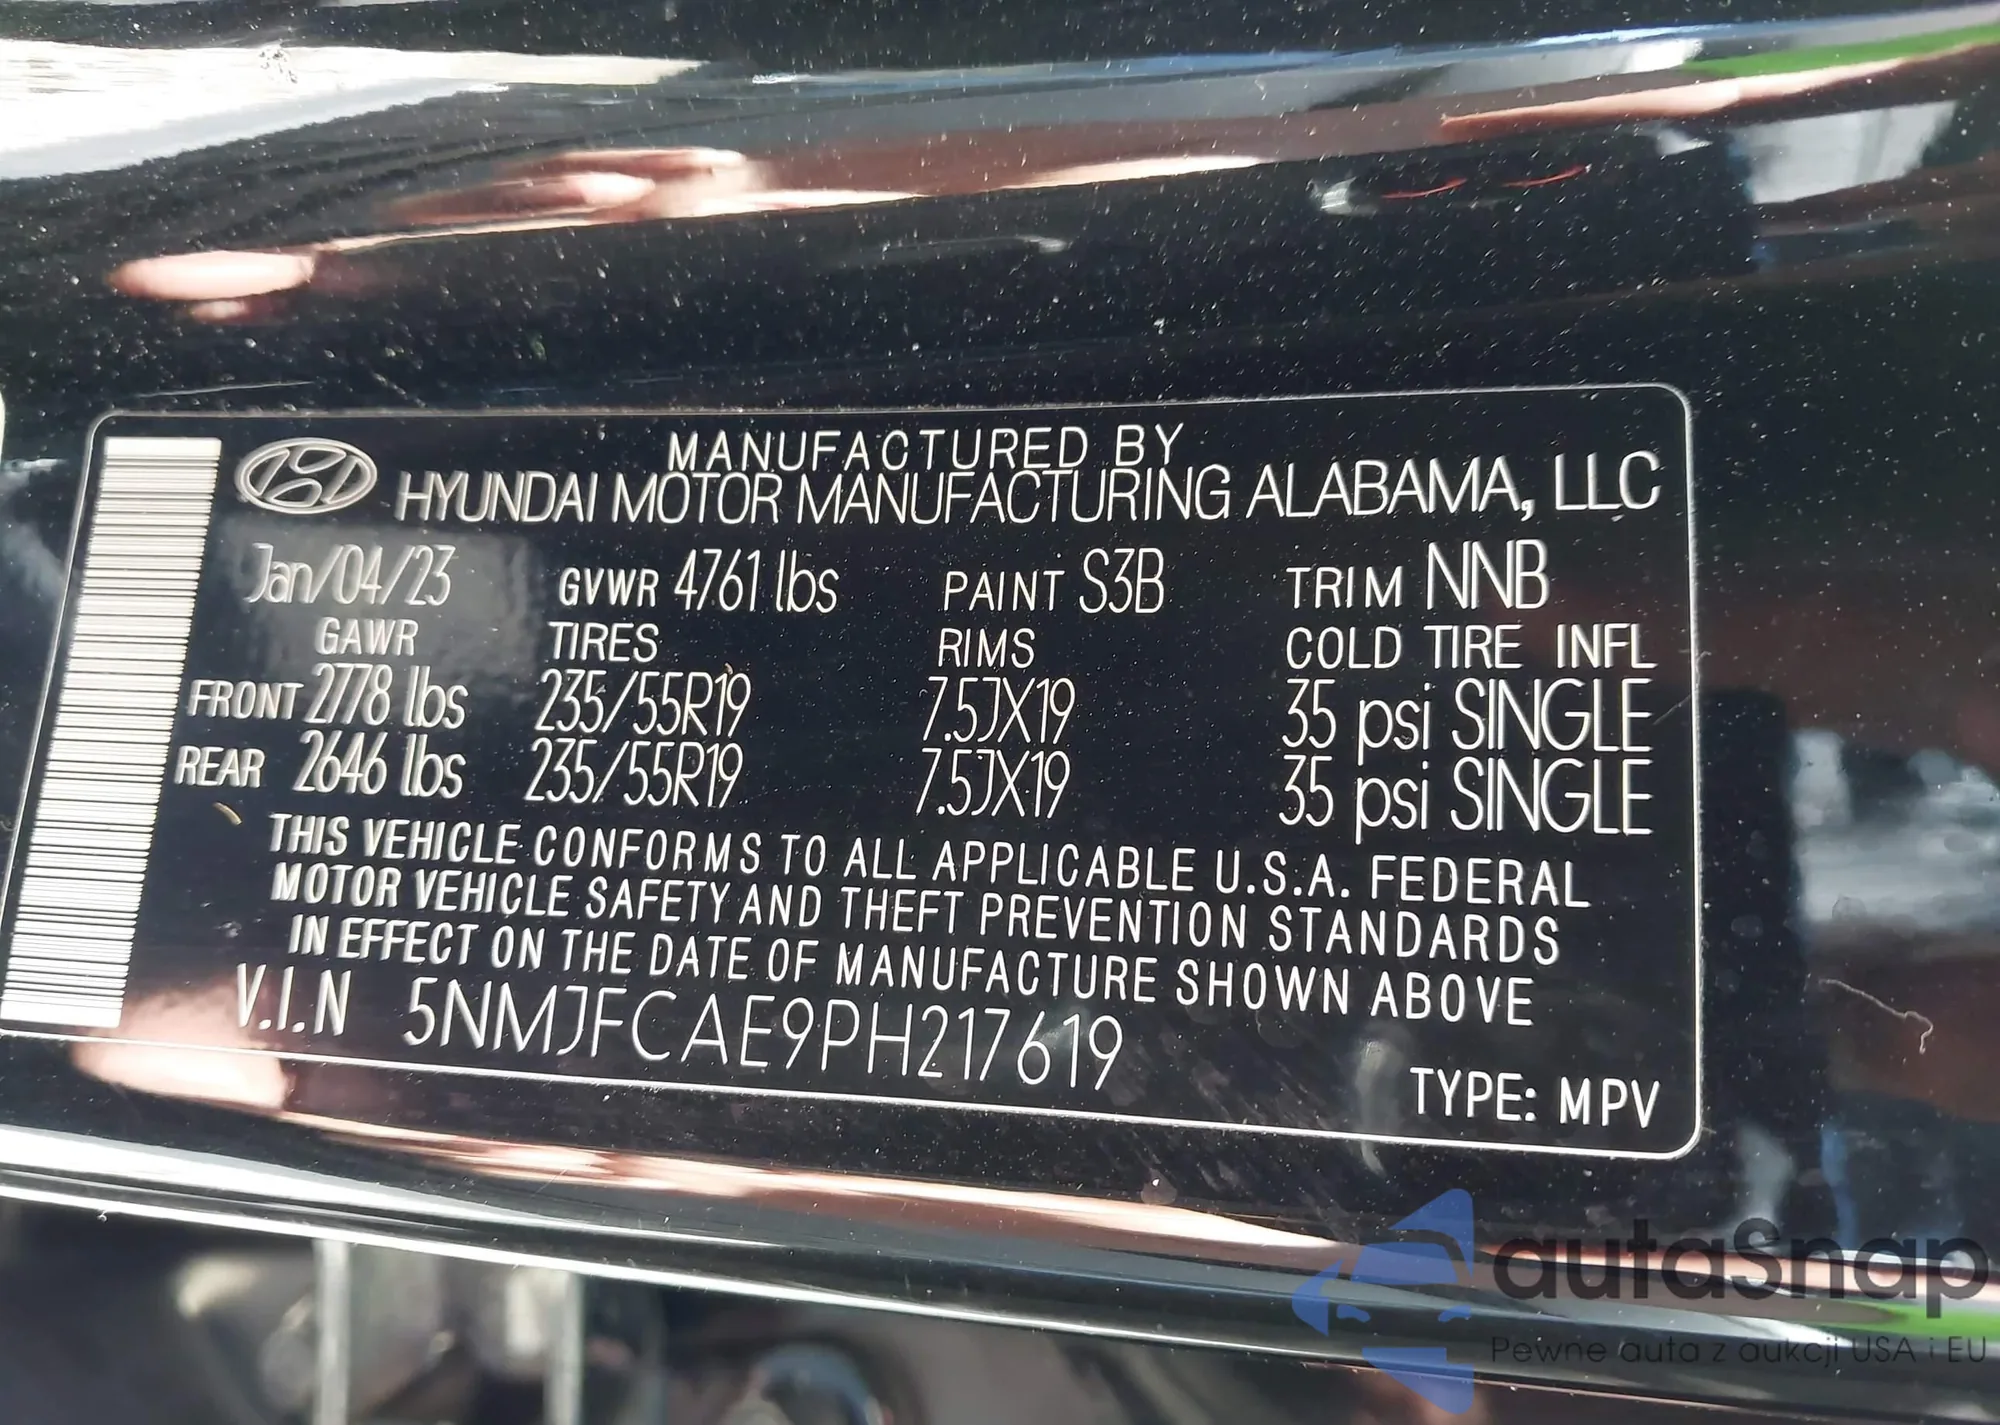 MANUFACTURED BY
HYUNDAI MOTOR MANUFACTURING ALABAMA, LLC
Jan/04/23 GVWR 4761 lbs PAINT S3B TRIM NNB
GAWR TIRES RIMS COLD TIRE INFL
FRONT 2778 lbs 235/55R19 7.5JX19 35 psi SINGLE
REAR 2646 lbs 235/55R19 7.5JX19 35 psi SINGLE
THIS VEHICLE CONFORMS TO ALL APPLICABLE U.S.A. FEDERAL
MOTOR VEHICLE SAFETY AND THEFT PREVENTION STANDARDS
IN EFFECT ON THE DATE OF MANUFACTURE SHOWN ABOVE
V.I.N 5NMJFCAE9PH217619
TYPE: MPV
autaSnap
Pewne auta z aukcji USA i EU